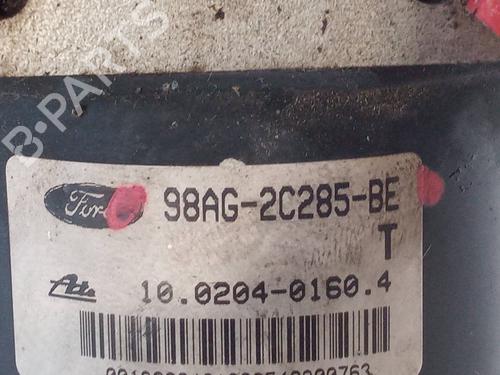 B-PARTS
Ford
98AG-2C285-BE
T
Ate
10.0204-0160.4